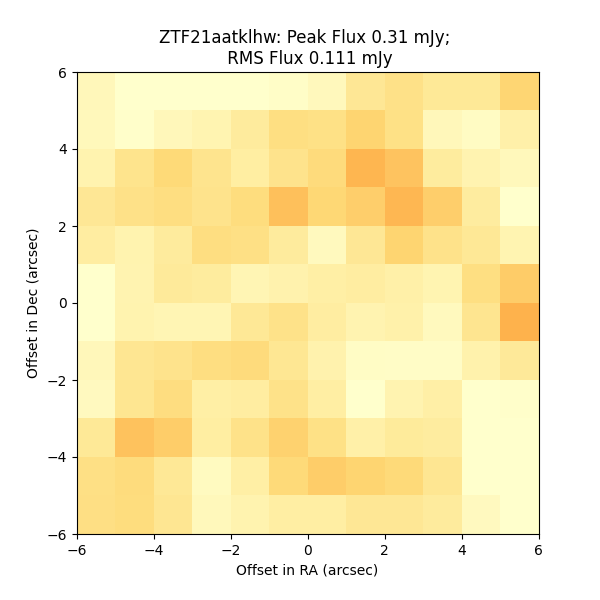 ZTF21aatklhw: Peak Flux 0.31 mJy;
RMS Flux 0.111 mJy
6
4
2
0
−2
−4
−6
Offset in Dec (arcsec)
−6 −4 −2 0 2 4 6
Offset in RA (arcsec)